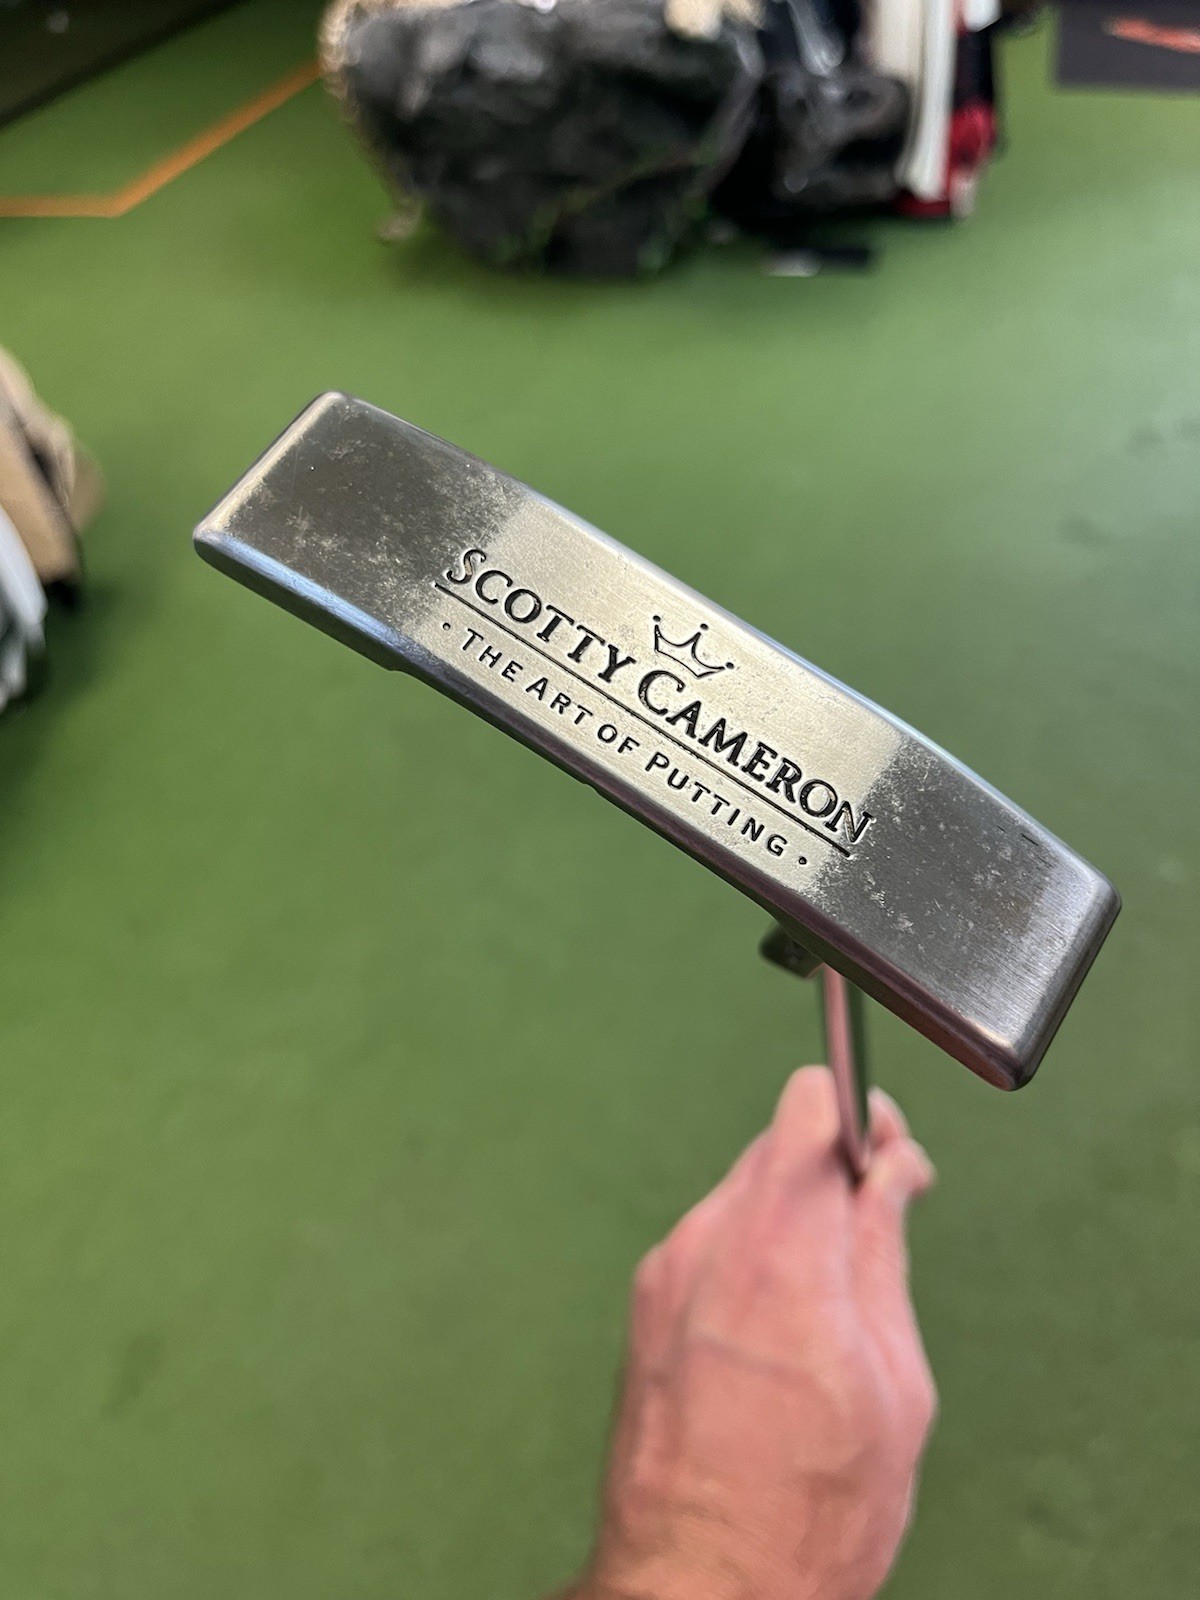 SCOTTY CAMERON
· THE ART OF PUTTING ·